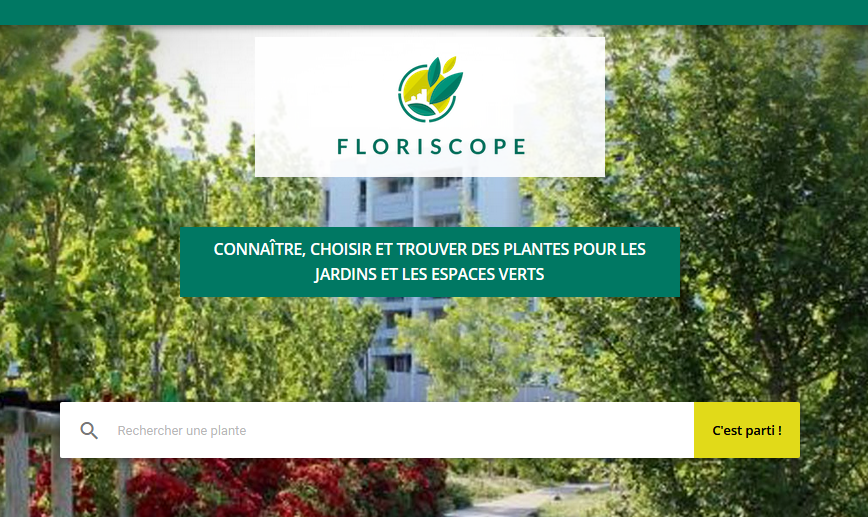 FLORISCOPE
CONNAÎTRE, CHOISIR ET TROUVER DES PLANTES POUR LES
JARDINS ET LES ESPACES VERTS
Rechercher une plante
C'est parti !